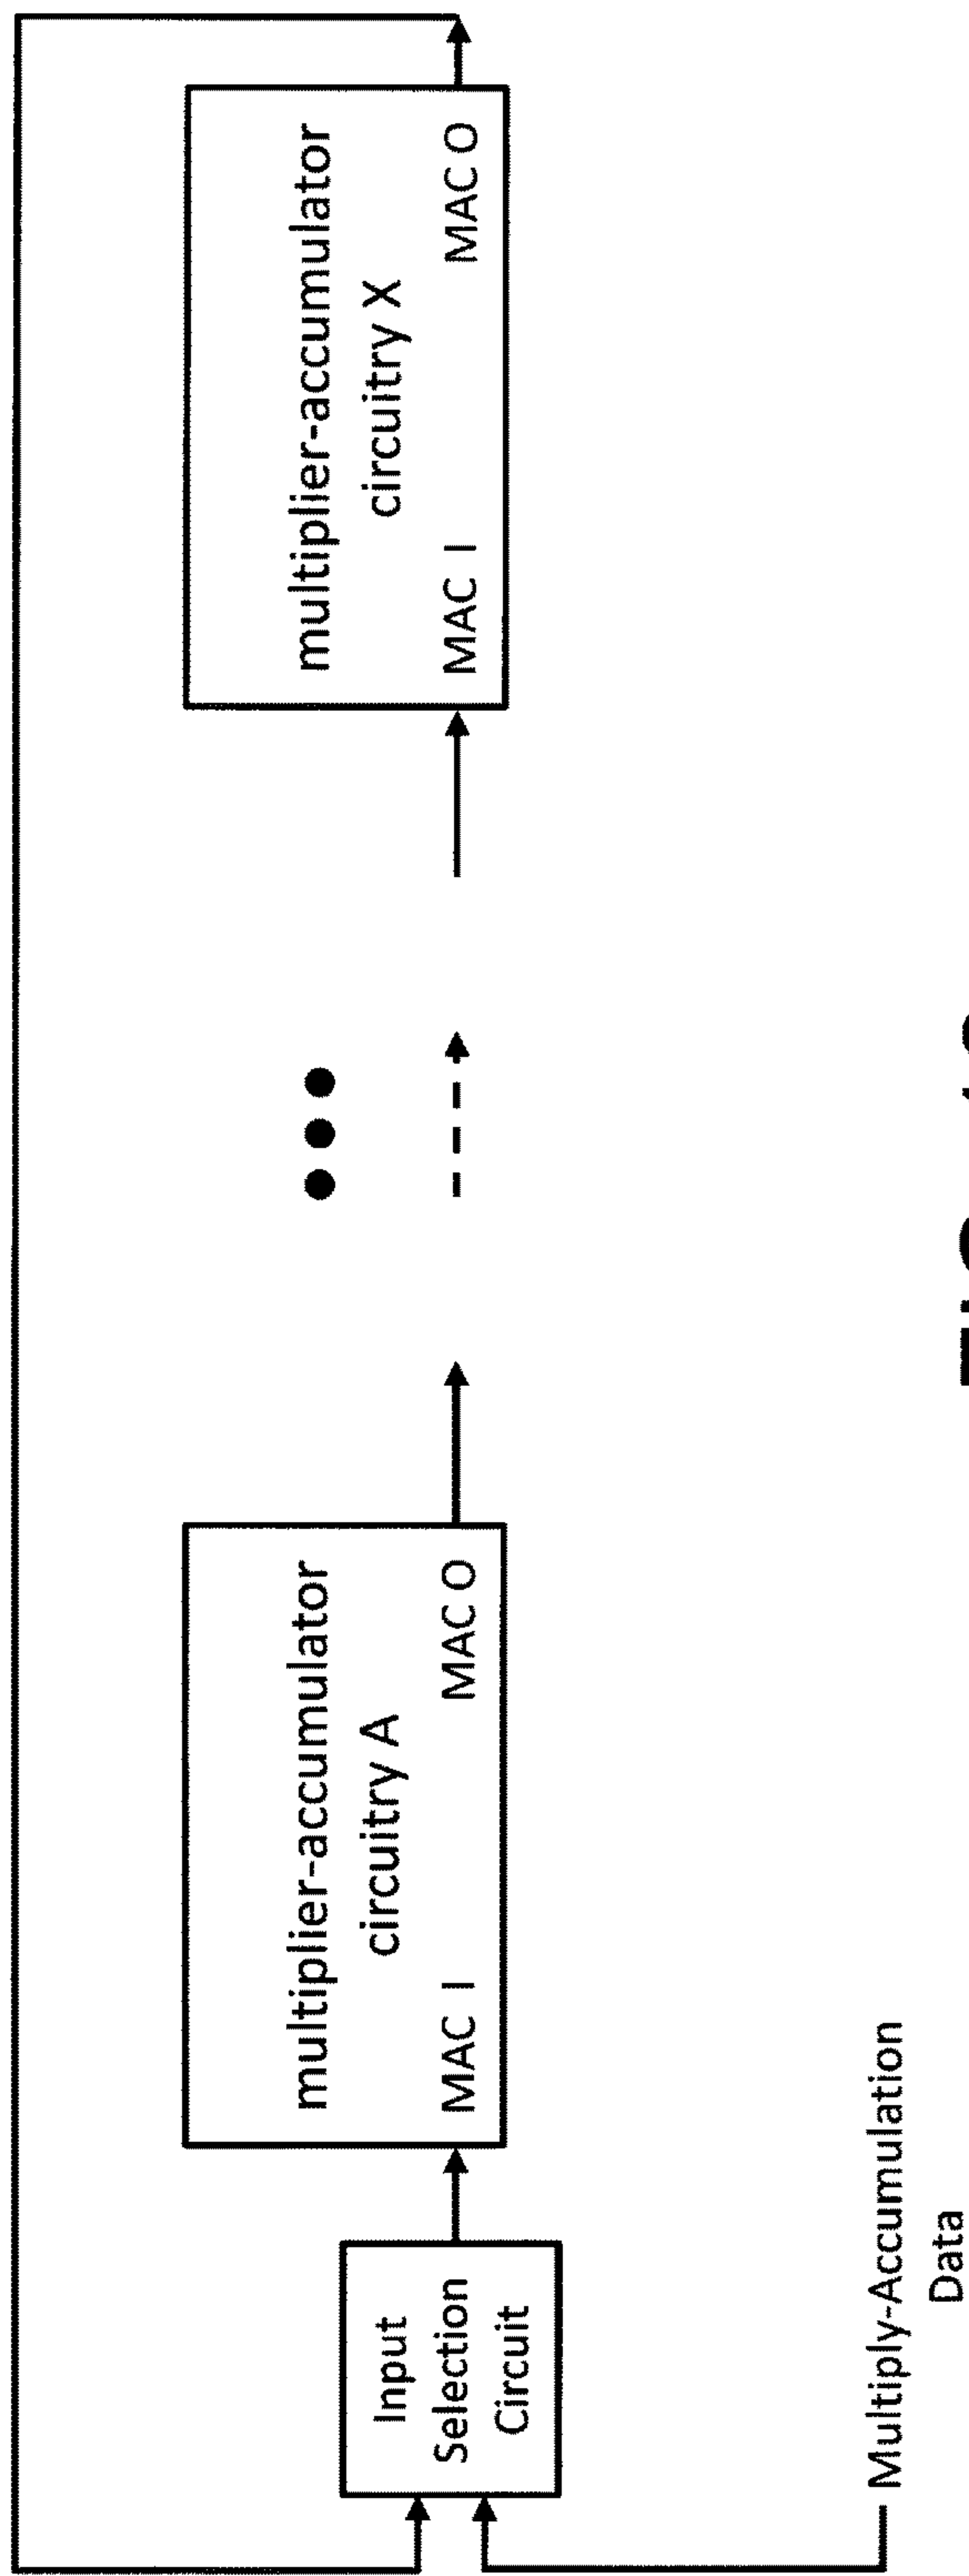 multiplier-accumulator
circuitry A
MAC I
MAC O
multiplier-accumulator
circuitry X
MAC I
MAC O
Input
Selection
Circuit
Multiply-Accumulation
Data